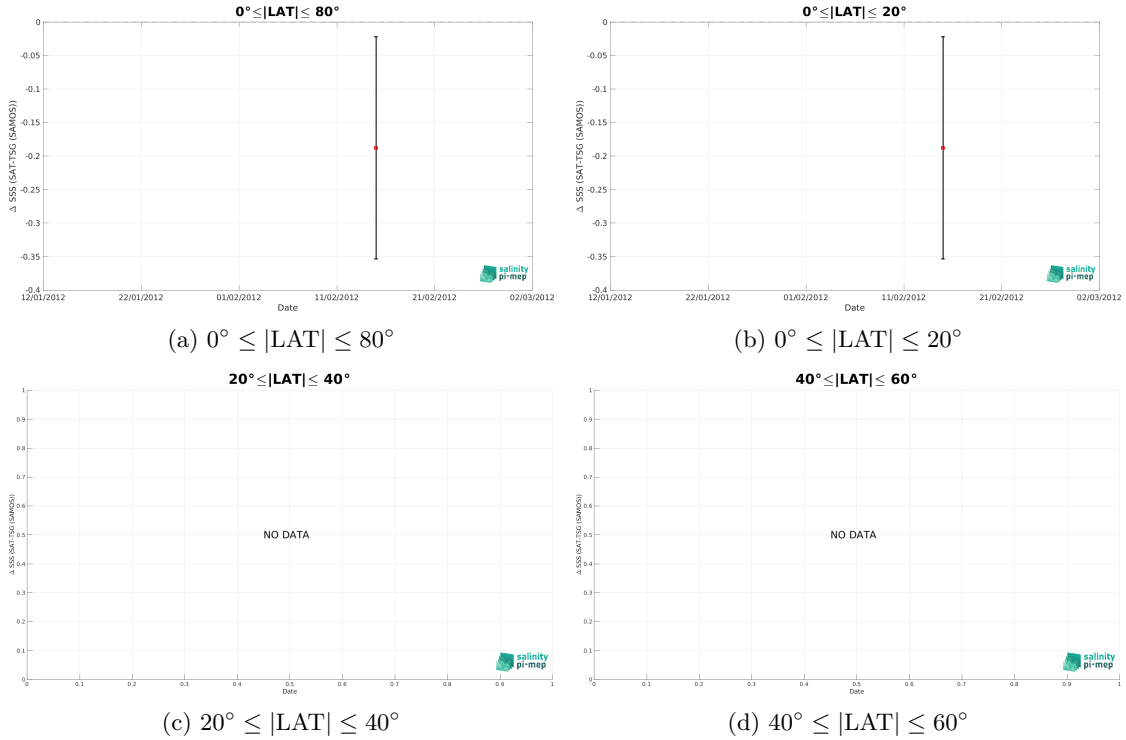 0°≤|LAT|≤ 80°
0
-0.05
-0.1
-0.15
-0.2
-0.25
-0.3
-0.35
-0.4
Δ SSS (SAT-TSG (SAMOS))
12/01/2012 22/01/2012 01/02/2012 11/02/2012 21/02/2012 02/03/2012
Date
salinity
pi-mep
(a) 0° ≤ |LAT| ≤ 80°
0°≤|LAT|≤ 20°
0
-0.05
-0.1
-0.15
-0.2
-0.25
-0.3
-0.35
-0.4
Δ SSS (SAT-TSG (SAMOS))
12/01/2012 22/01/2012 01/02/2012 11/02/2012 21/02/2012 02/03/2012
Date
salinity
pi-mep
(b) 0° ≤ |LAT| ≤ 20°
20°≤|LAT|≤ 40°
1
0.9
0.8
0.7
0.6
0.5
0.4
0.3
0.2
0.1
0
Δ SSS (SAT-TSG (SAMOS))
NO DATA
0 0.1 0.2 0.3 0.4 0.5 0.6 0.7 0.8 0.9 1
Date
salinity
pi-mep
(c) 20° ≤ |LAT| ≤ 40°
40°≤|LAT|≤ 60°
1
0.9
0.8
0.7
0.6
0.5
0.4
0.3
0.2
0.1
0
Δ SSS (SAT-TSG (SAMOS))
NO DATA
0 0.1 0.2 0.3 0.4 0.5 0.6 0.7 0.8 0.9 1
Date
salinity
pi-mep
(d) 40° ≤ |LAT| ≤ 60°